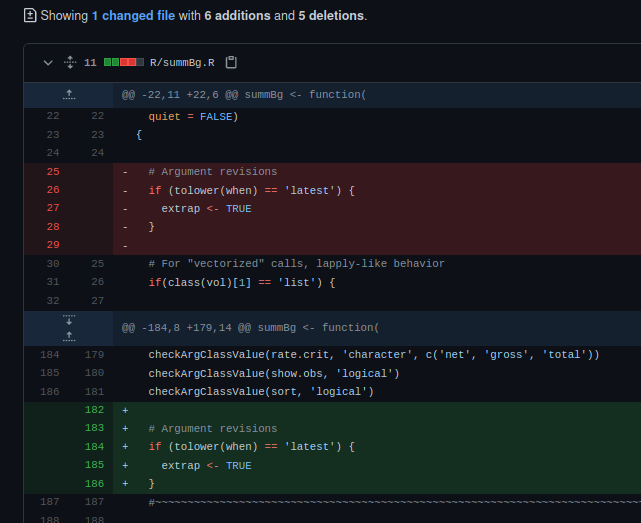 Showing 1 changed file with 6 additions and 5 deletions.
11 R/summBg.R
@@ -22,11 +22,6 @@ summBg <- function(
22 22 quiet = FALSE)
23 23 {
24 24
25 - # Argument revisions
26 - if (tolower(when) == 'latest') {
27 - extrap <- TRUE
28 - }
29 -
30 25 # For "vectorized" calls, lapply-like behavior
31 26 if(class(vol)[1] == 'list') {
32 27
@@ -184,8 +179,14 @@ summBg <- function(
184 179 checkArgClassValue(rate.crit, 'character', c('net', 'gross', 'total'))
185 180 checkArgClassValue(show.obs, 'logical')
186 181 checkArgClassValue(sort, 'logical')
182 +
183 + # Argument revisions
184 + if (tolower(when) == 'latest') {
185 + extrap <- TRUE
186 + }
187 187 #~~~~~~~~~~~~~~~~~~~~~~~~~~~~~~~~~~~~~~~~~~~~~~~~~~~~~~~~~~~~~~~~~~~~~~~~~~~
188 188